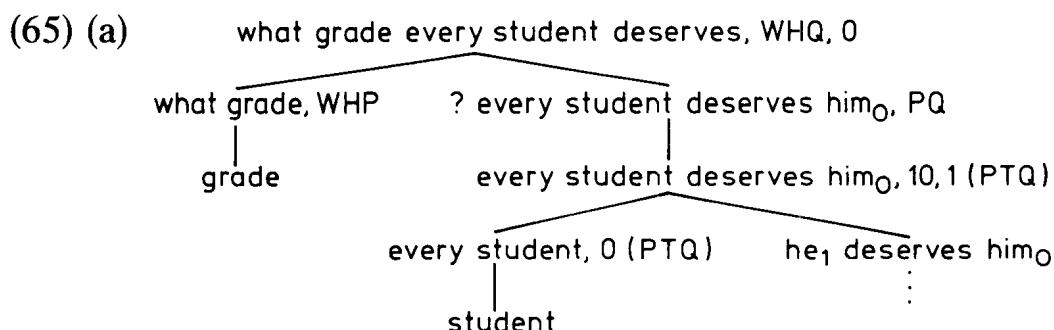 (65) (a) what grade every student deserves, WHQ, 0
what grade, WHP ? every student deserves him₀, PQ
grade every student deserves him₀, 10, 1 (PTQ)
every student, 0 (PTQ) he₁ deserves him₀
student